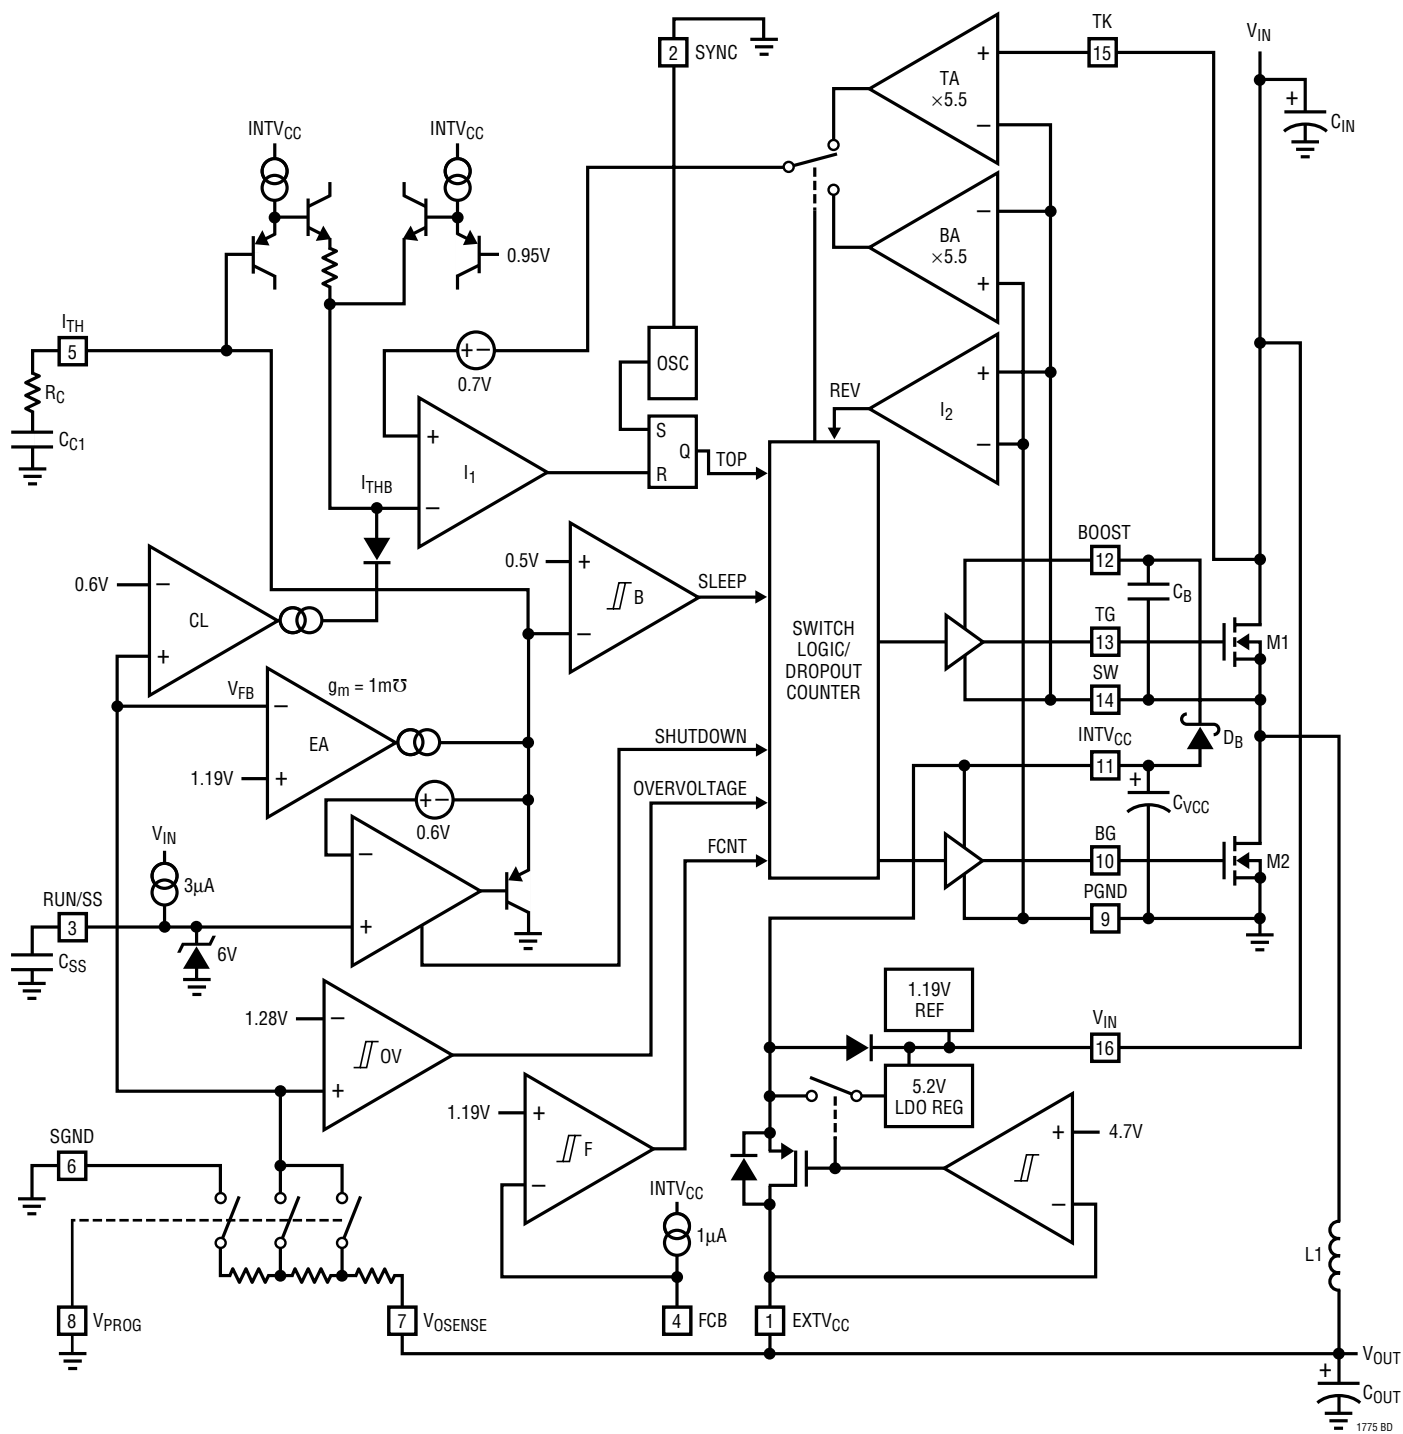 2 SYNC
TK
15
VIN
+
CIN
TA
×5.5
+
−
INTVCC
INTVCC
0.95V
BA
×5.5
−
+
ITH
5
RC
CC1
+ −
0.7V
OSC
REV
I2
+
−
S
Q
R
TOP
+
I1
−
ITHB
0.5V
+
B
−
SLEEP
SWITCH
LOGIC/
DROPOUT
COUNTER
BOOST
12
CB
TG
13
M1
SW
14
DB
0.6V
−
CL
+
VFB
gm = 1m℧
−
EA
1.19V
+
SHUTDOWN
OVERVOLTAGE
FCNT
INTVCC
11
+
CVCC
BG
10
M2
PGND
9
+ −
0.6V
−
+
VIN
3µA
RUN/SS
3
CSS
6V
1.28V
−
OV
+
1.19V
REF
VIN
16
5.2V
LDO REG
1.19V
+
F
−
+
4.7V
−
SGND
6
INTVCC
1µA
L1
8 VPROG
7 VOSENSE
4 FCB
1 EXTVCC
VOUT
+
COUT
1775 BD